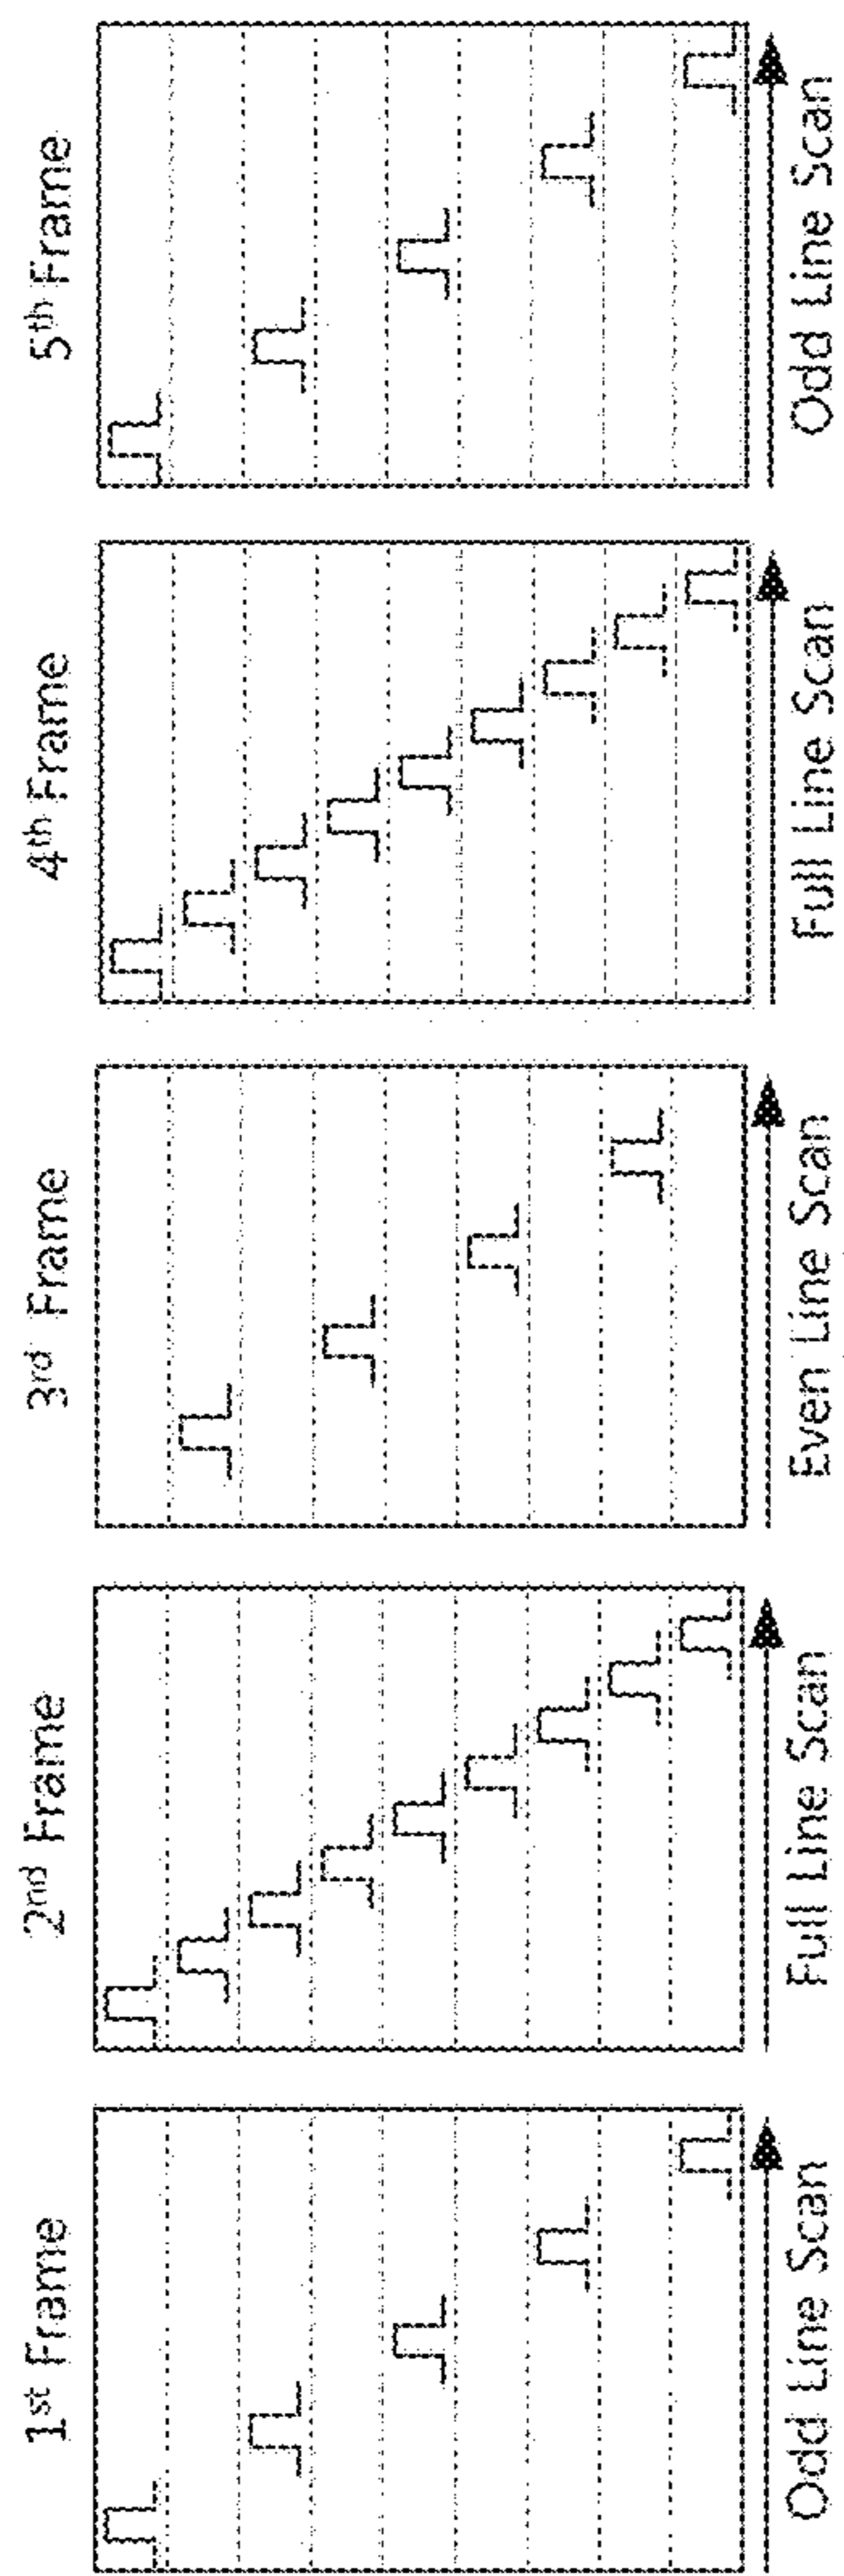 1st Frame
2nd Frame
3rd Frame
4th Frame
5th Frame
Odd Line Scan
Full Line Scan
Even Line Scan
Full Line Scan
Odd Line Scan